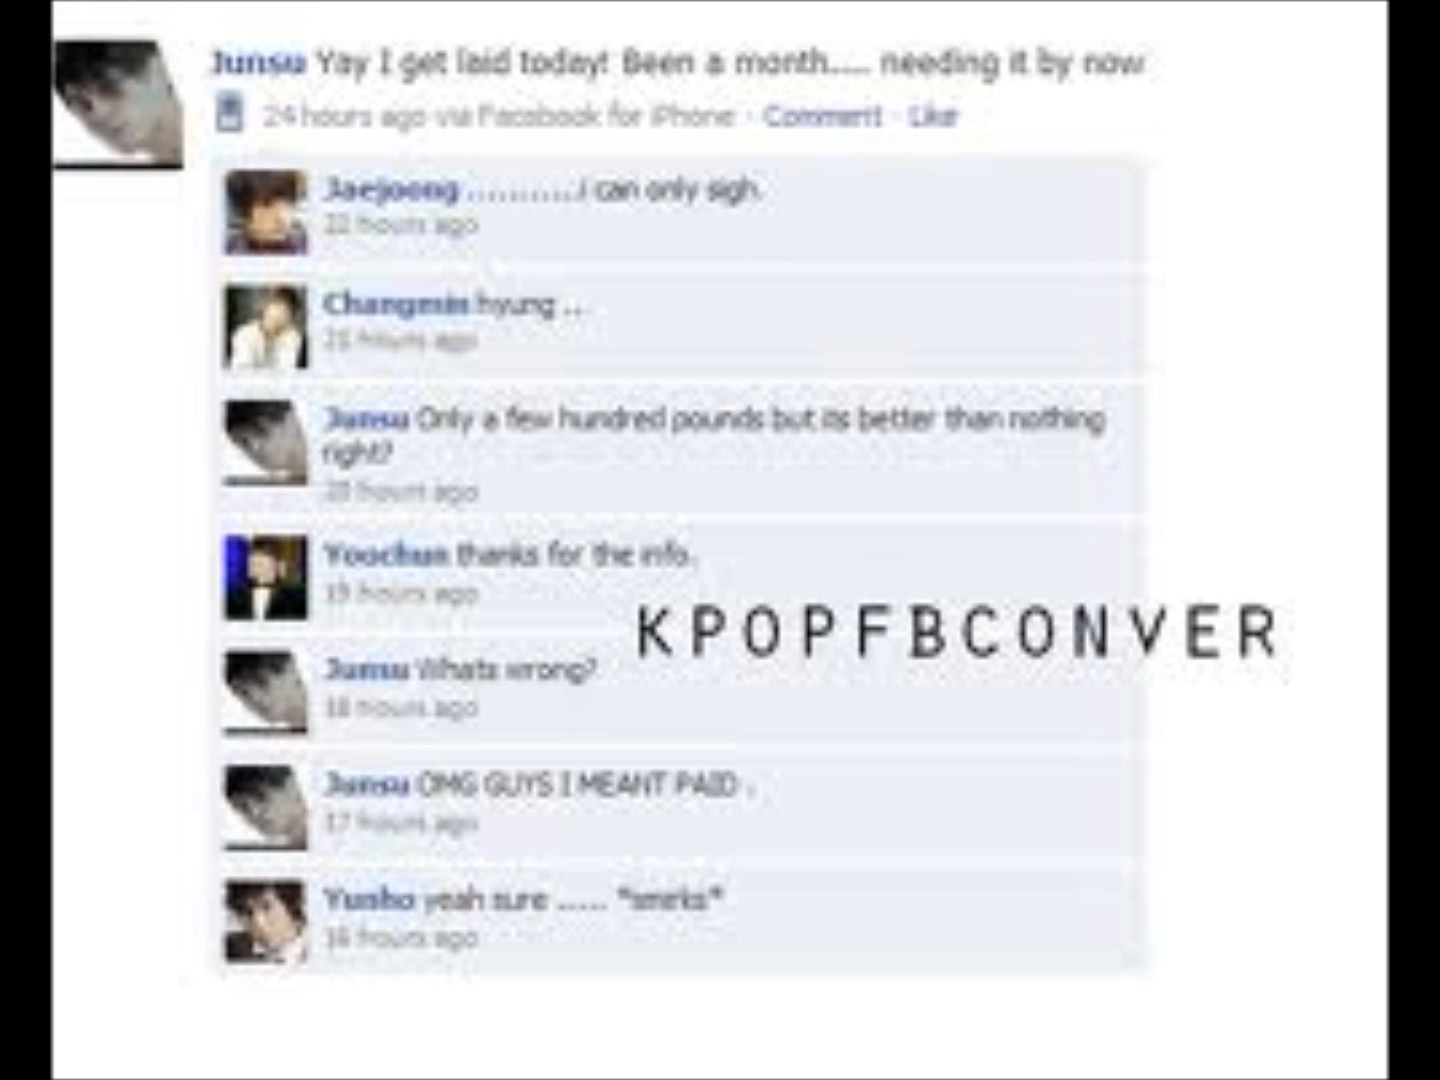 Junsu Yay I get laid today! Been a month.... needing it by now
24 hours ago via Facebook for iPhone · Comment · Like
Jaejoong ...........I can only sigh.
22 hours ago
Changmin hyung ...
21 hours ago
Junsu Only a few hundred pounds but its better than nothing
right?
20 hours ago
Yoochun thanks for the info.
19 hours ago
KPOPFBCONVER
Junsu Whats wrong?
18 hours ago
Junsu OMG GUYS I MEANT PAID .
17 hours ago
Yunho yeah sure ...... *smirks*
16 hours ago